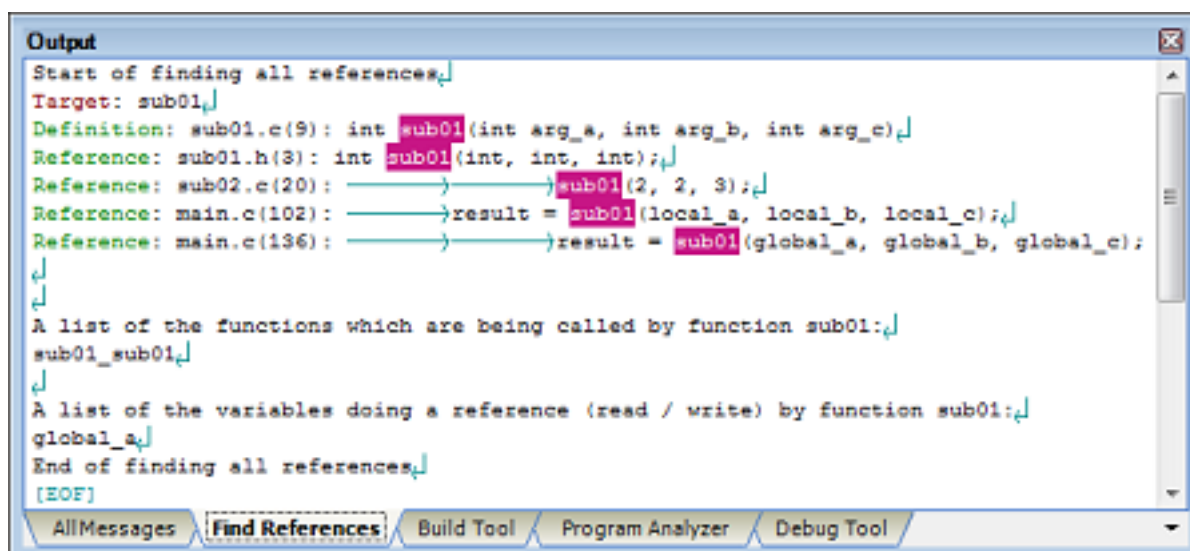 Output
Start of finding all references
Target: sub01
Definition: sub01.c(9): int sub01(int arg_a, int arg_b, int arg_c)
Reference: sub01.h(3): int sub01(int, int, int);
Reference: sub02.c(20): sub01(2, 2, 3);
Reference: main.c(102): result = sub01(local_a, local_b, local_c);
Reference: main.c(136): result = sub01(global_a, global_b, global_c);
A list of the functions which are being called by function sub01:
sub01_sub01
A list of the variables doing a reference (read / write) by function sub01:
global_a
End of finding all references
[EOF]
All Messages Find References Build Tool Program Analyzer Debug Tool